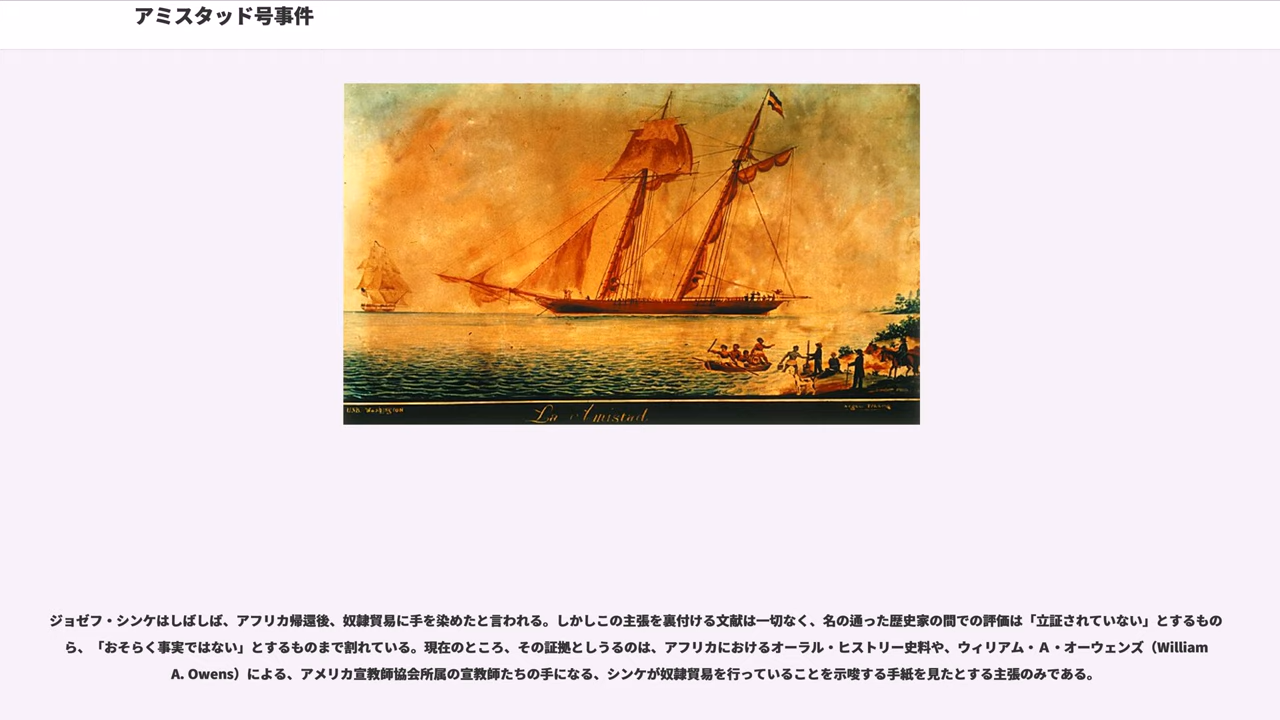 アミスタッド号事件
USB Washington
La Amistad
ジョゼフ・シンケはしばしば、アフリカ帰還後、奴隷貿易に手を染めたと言われる。しかしこの主張を裏付ける文献は一切なく、名の通った歴史家の間での評価は「立証されていない」とするもの
ら、「おそらく事実ではない」とするものまで割れている。現在のところ、その証拠としうるのは、アフリカにおけるオーラル・ヒストリー史料や、ウィリアム・A・オーウェンズ（William
A. Owens）による、アメリカ宣教師協会所属の宣教師たちの手になる、シンケが奴隷貿易を行っていることを示唆する手紙を見たとする主張のみである。